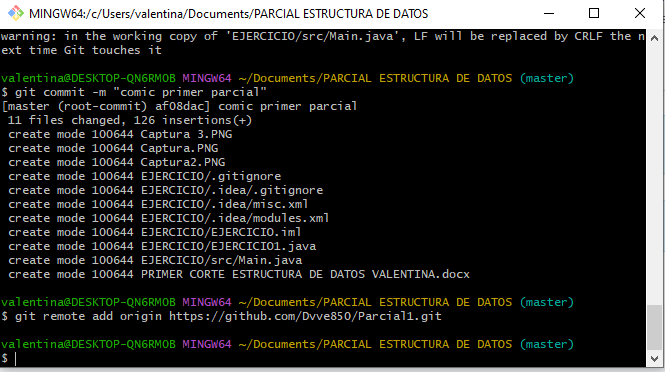 MINGW64:/c/Users/valentina/Documents/PARCIAL ESTRUCTURA DE DATOS
warning: in the working copy of 'EJERCICIO/src/Main.java', LF will be replaced by CRLF the n
ext time Git touches it
valentina@DESKTOP-QN6RMOB MINGW64 ~/Documents/PARCIAL ESTRUCTURA DE DATOS (master)
$ git commit -m "comic primer parcial"
[master (root-commit) af08dac] comic primer parcial
11 files changed, 126 insertions(+)
create mode 100644 Captura 3.PNG
create mode 100644 Captura.PNG
create mode 100644 Captura2.PNG
create mode 100644 EJERCICIO/.gitignore
create mode 100644 EJERCICIO/.idea/.gitignore
create mode 100644 EJERCICIO/.idea/misc.xml
create mode 100644 EJERCICIO/.idea/modules.xml
create mode 100644 EJERCICIO/EJERCICIO.iml
create mode 100644 EJERCICIO/EJERCICIO1.java
create mode 100644 EJERCICIO/src/Main.java
create mode 100644 PRIMER CORTE ESTRUCTURA DE DATOS VALENTINA.docx
valentina@DESKTOP-QN6RMOB MINGW64 ~/Documents/PARCIAL ESTRUCTURA DE DATOS (master)
$ git remote add origin https://github.com/Dvve850/Parcial1.git
valentina@DESKTOP-QN6RMOB MINGW64 ~/Documents/PARCIAL ESTRUCTURA DE DATOS (master)
$